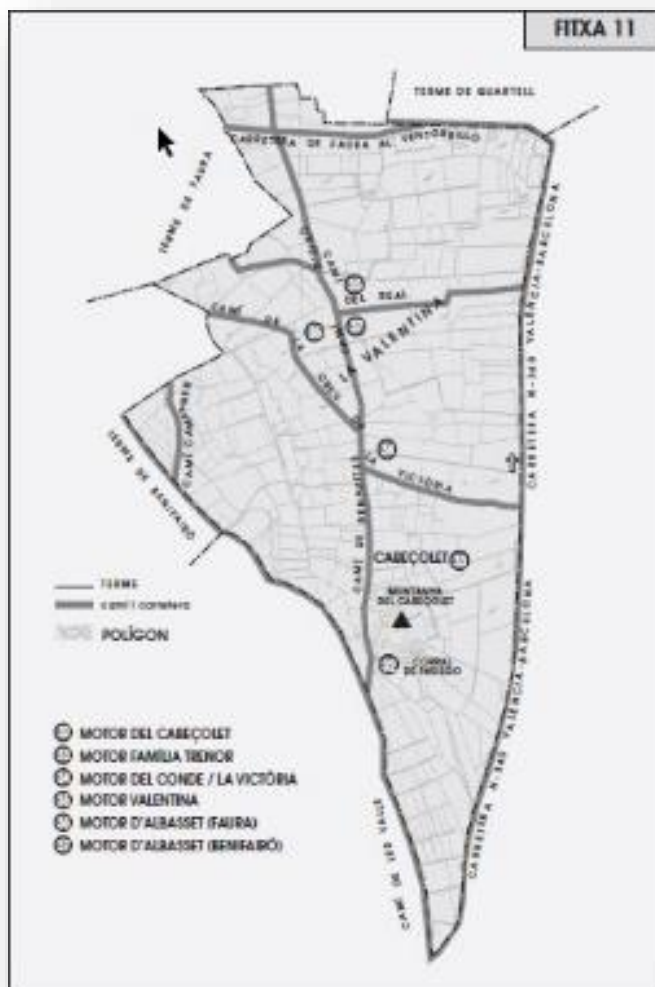 FITXA 11
TERME DE QUARTELL
CARRETERA DE FAURA AL VENTORRILLO
TERME DE FAURA
CAMÍ
DEL REAL
CAMÍ DE
LA VALENTINA
CARRETERA N-340 VALÈNCIA-BARCELONA
LA VICTÒRIA
TERME DE BENIFAIRÓ
CABEÇOLET
MUNTANYA
DEL CABEÇOLET
CORRAL
TERME
camí i carretera
POLÍGON
MOTOR DEL CABEÇOLET
MOTOR FAMÍLIA TRENOR
MOTOR DEL CONDE / LA VICTÒRIA
MOTOR VALENTINA
MOTOR D'ALBASSET (FAURA)
MOTOR D'ALBASSET (BENIFAIRÓ)
CARRETERA N-340 VALÈNCIA-BARCELONA
CAMÍ DE LES VALLS